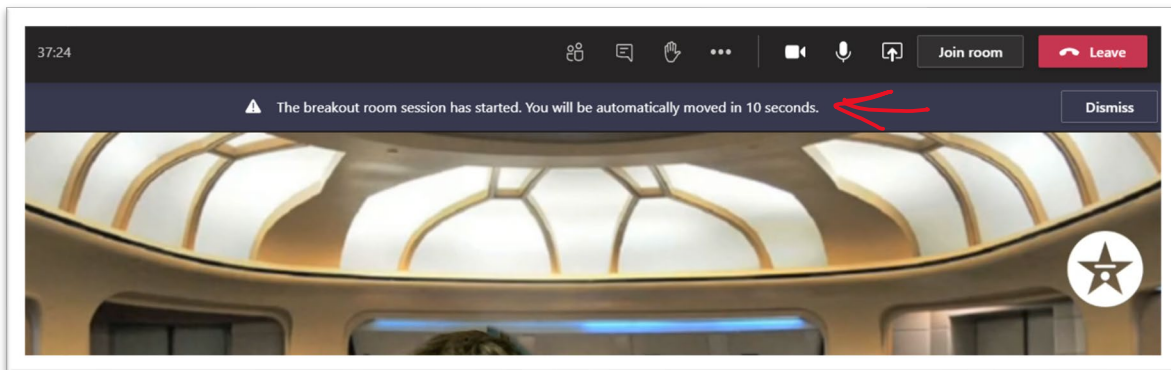 37:24
Join room
Leave
The breakout room session has started. You will be automatically moved in 10 seconds.
Dismiss